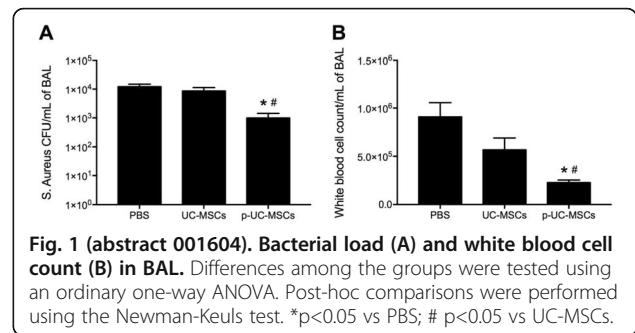 A
S. Aureus CFU/mL of BAL
1×10⁵
1×10⁴
1×10³
1×10²
1×10¹
1×10⁰
* #
PBS
UC-MSCs
p-UC-MSCs
B
White blood cell count/mL of BAL
1.5×10⁶
1.0×10⁶
5.0×10⁵
0.0
* #
PBS
UC-MSCs
p-UC-MSCs
Fig. 1 (abstract 001604). Bacterial load (A) and white blood cell
count (B) in BAL. Differences among the groups were tested using
an ordinary one-way ANOVA. Post-hoc comparisons were performed
using the Newman-Keuls test. *p<0.05 vs PBS; # p<0.05 vs UC-MSCs.